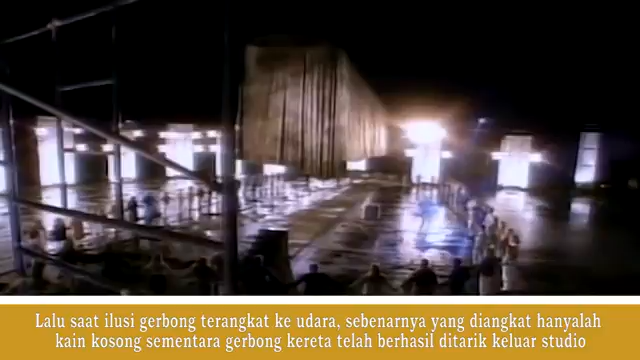 Lalu saat ilusi gerbong terangkat ke udara, sebenarnya yang diangkat hanyalah
kain kosong sementara gerbong kereta telah berhasil ditarik keluar studio